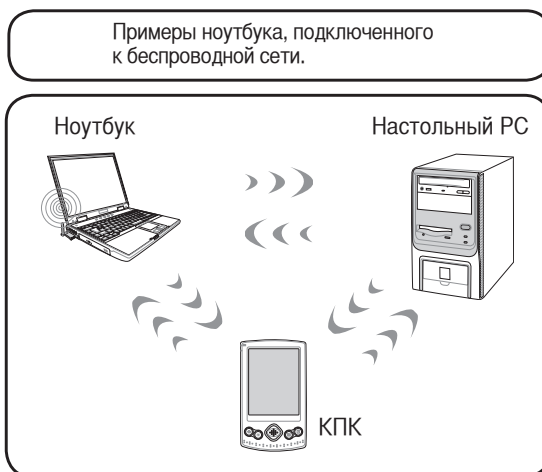 Примеры ноутбука, подключенного
к беспроводной сети.
Ноутбук
Настольный PC
КПК